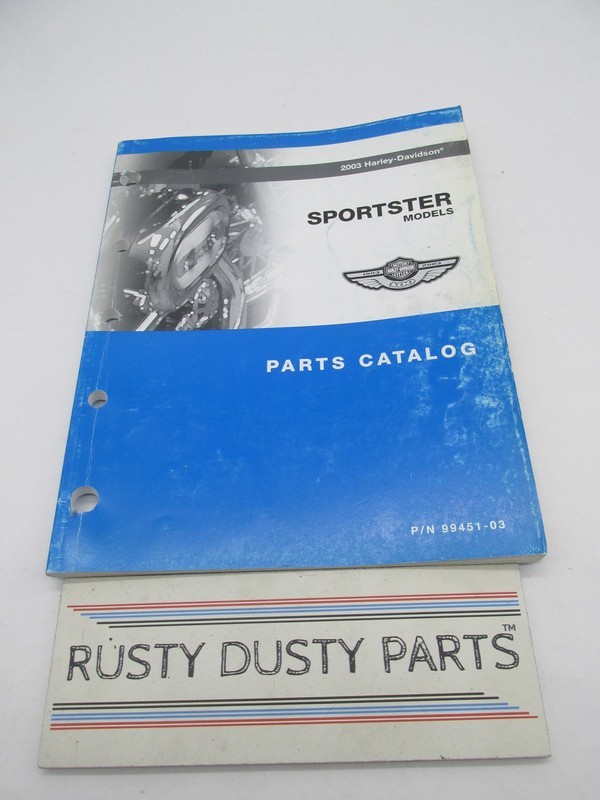 2003 Harley-Davidson®
SPORTSTER
MODELS
PARTS CATALOG
P/N 99451-03
RUSTY DUSTY PARTS™